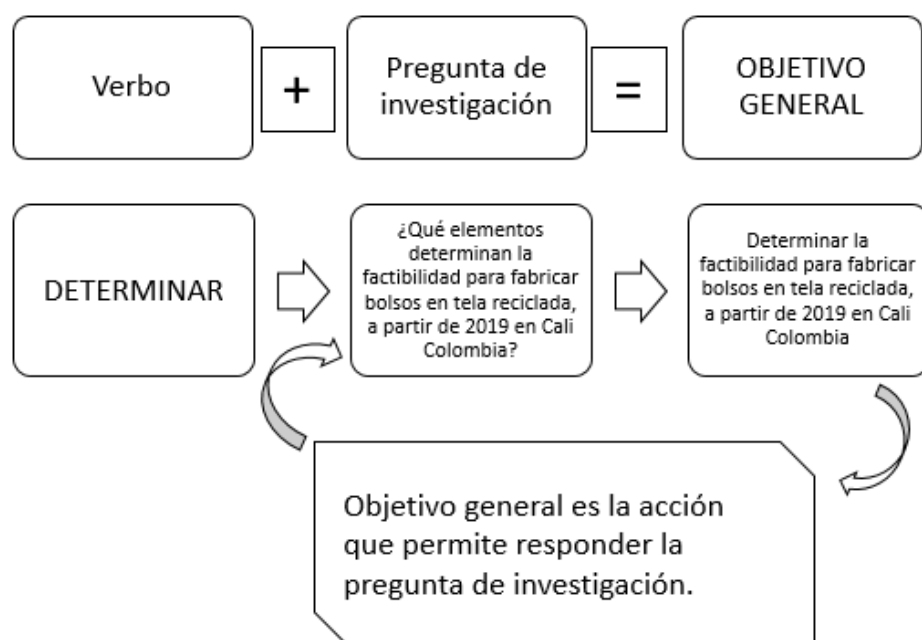 Verbo
+
Pregunta de
investigación
=
OBJETIVO
GENERAL
DETERMINAR
¿Qué elementos
determinan la
factibilidad para fabricar
bolsos en tela reciclada,
a partir de 2019 en Cali
Colombia?
Determinar la
factibilidad para fabricar
bolsos en tela reciclada,
a partir de 2019 en Cali
Colombia
Objetivo general es la acción
que permite responder la
pregunta de investigación.